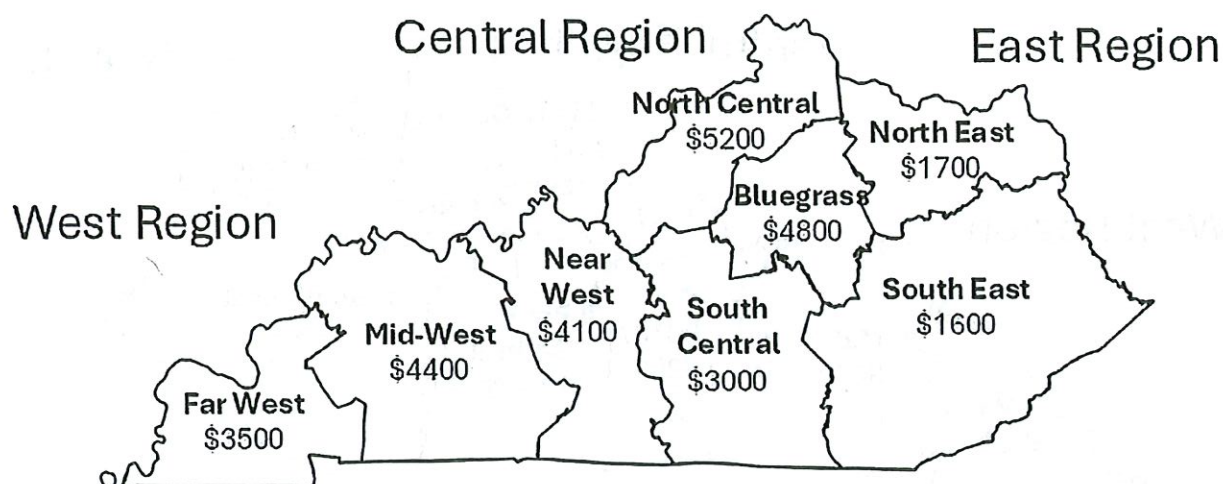 Central Region
East Region
North Central
$5200
North East
$1700
Bluegrass
$4800
West Region
Near
West
$4100
South East
$1600
South
Central
$3000
Mid-West
$4400
Far West
$3500